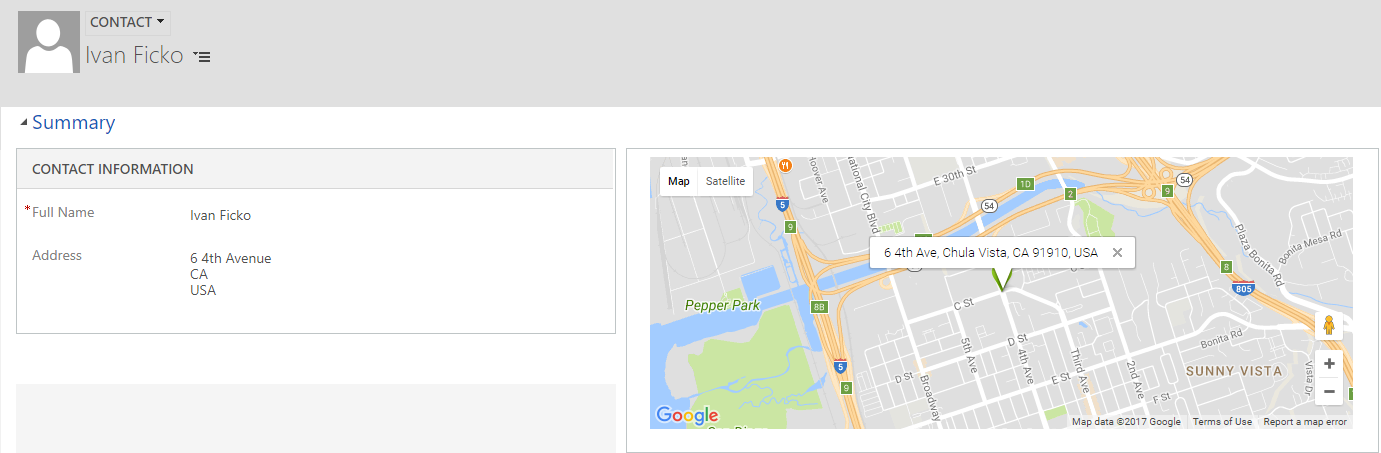 CONTACT
Ivan Ficko
Summary
CONTACT INFORMATION
*Full Name
Ivan Ficko
Address
6 4th Avenue
CA
USA
Map
Satellite
Hoover Ave
National City Blvd
E 30th St
1D
54
54
5
9
2
9
Plaza Bonita Rd
Bonita Mesa Rd
6 4th Ave, Chula Vista, CA 91910, USA
8
805
Pepper Park
8B
C St
D St
5th Ave
4th Ave
Third Ave
2nd Ave
Bonita Rd
5
9
D St
Broadway
E St
F St
SUNNY VISTA
Vista Dr
Google
Map data ©2017 Google
Terms of Use
Report a map error